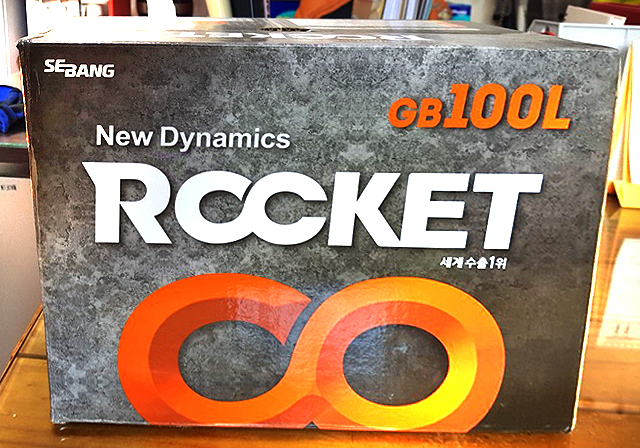 SEBANG
GB100L
New Dynamics
ROCKET
세계수출1위